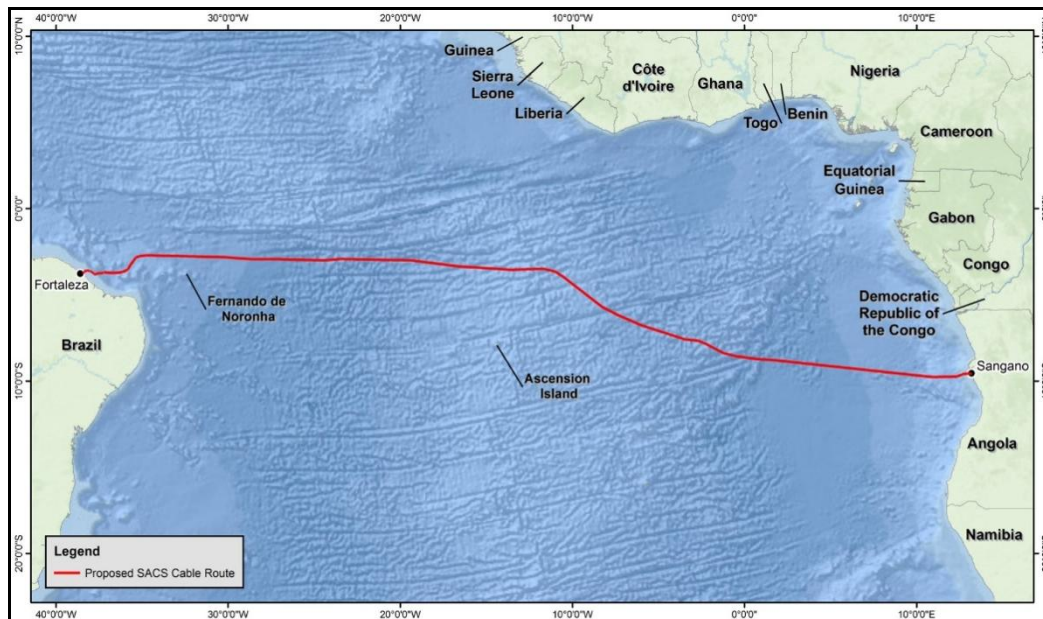 40°0'0"W
30°0'0"W
20°0'0"W
10°0'0"W
0°0'0"
10°0'0"E
10°0'0"N
Guinea
Sierra
Leone
Liberia
Côte
d'Ivoire
Ghana
Togo
Benin
Nigeria
Cameroon
Equatorial
Guinea
0°0'0"
Gabon
Congo
Democratic
Republic of
the Congo
Fortaleza
Fernando de
Noronha
Brazil
Ascension
Island
Sangano
10°0'0"S
Angola
Namibia
20°0'0"S
Legend
Proposed SACS Cable Route
40°0'0"W
30°0'0"W
20°0'0"W
10°0'0"W
0°0'0"
10°0'0"E